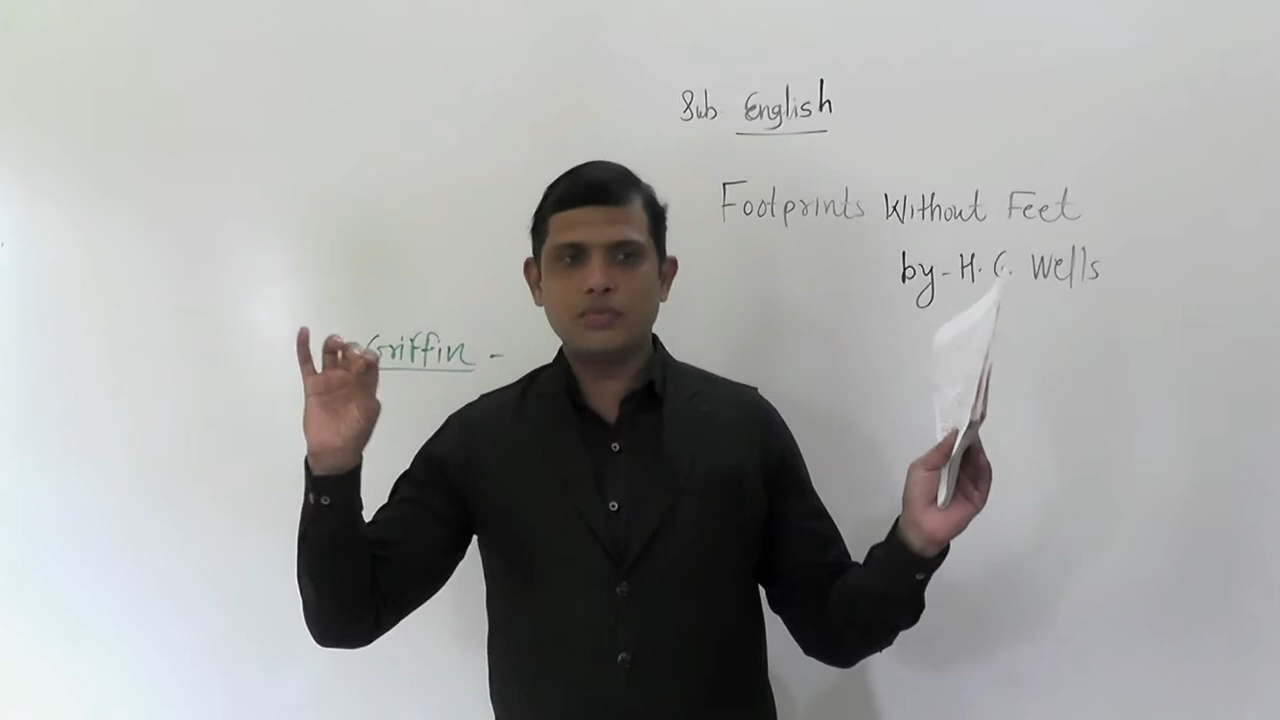 Sub English
Footprints Without Feet
by - H. G. Wells
Griffin -